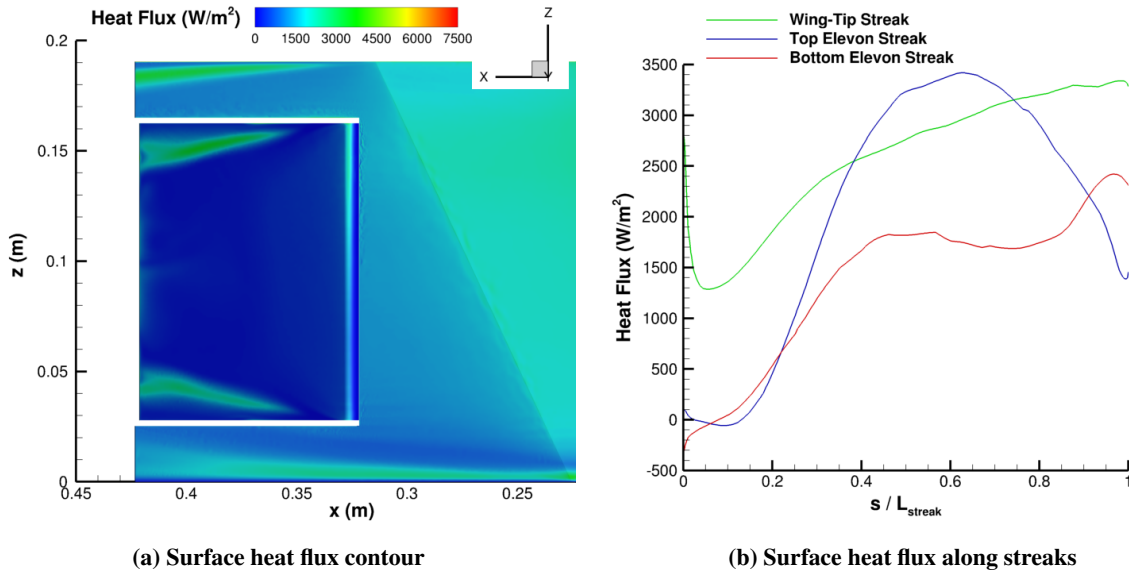 Heat Flux (W/m²)
0 1500 3000 4500 6000 7500
Z
X
0.2
0.15
0.1
0.05
0
z (m)
0.45 0.4 0.35 0.3 0.25
x (m)
(a) Surface heat flux contour
Wing-Tip Streak
Top Elevon Streak
Bottom Elevon Streak
3500
3000
2500
2000
1500
1000
500
0
-500
Heat Flux (W/m²)
0 0.2 0.4 0.6 0.8 1
s / Lstreak
(b) Surface heat flux along streaks